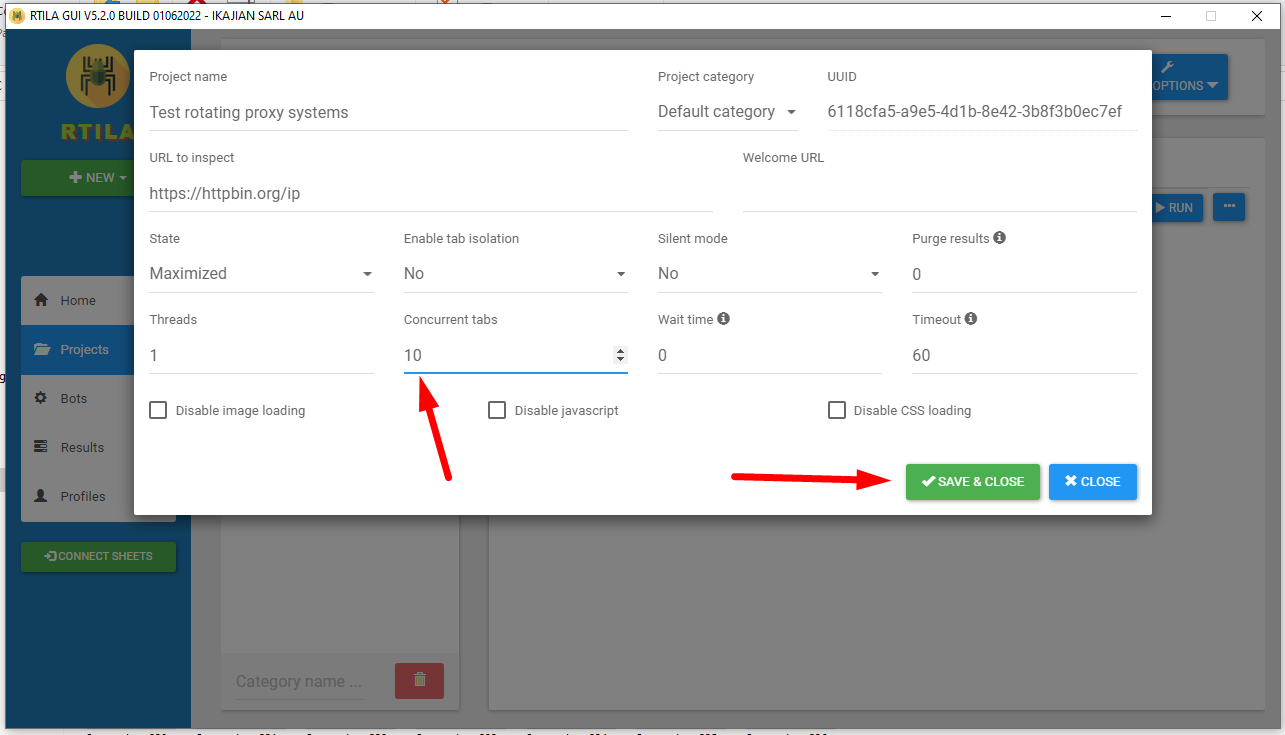 RTILA GUI V5.2.0 BUILD 01062022 - IKAJIAN SARL AU
RTILA
NEW
Home
Projects
Bots
Results
Profiles
CONNECT SHEETS
Project name
Project category
UUID
Test rotating proxy systems
Default category
6118cfa5-a9e5-4d1b-8e42-3b8f3b0ec7ef
URL to inspect
Welcome URL
https://httpbin.org/ip
State
Enable tab isolation
Silent mode
Purge results
Maximized
No
No
0
Threads
Concurrent tabs
Wait time
Timeout
1
10
0
60
Disable image loading
Disable javascript
Disable CSS loading
SAVE & CLOSE
CLOSE
OPTIONS
RUN
Category name ...